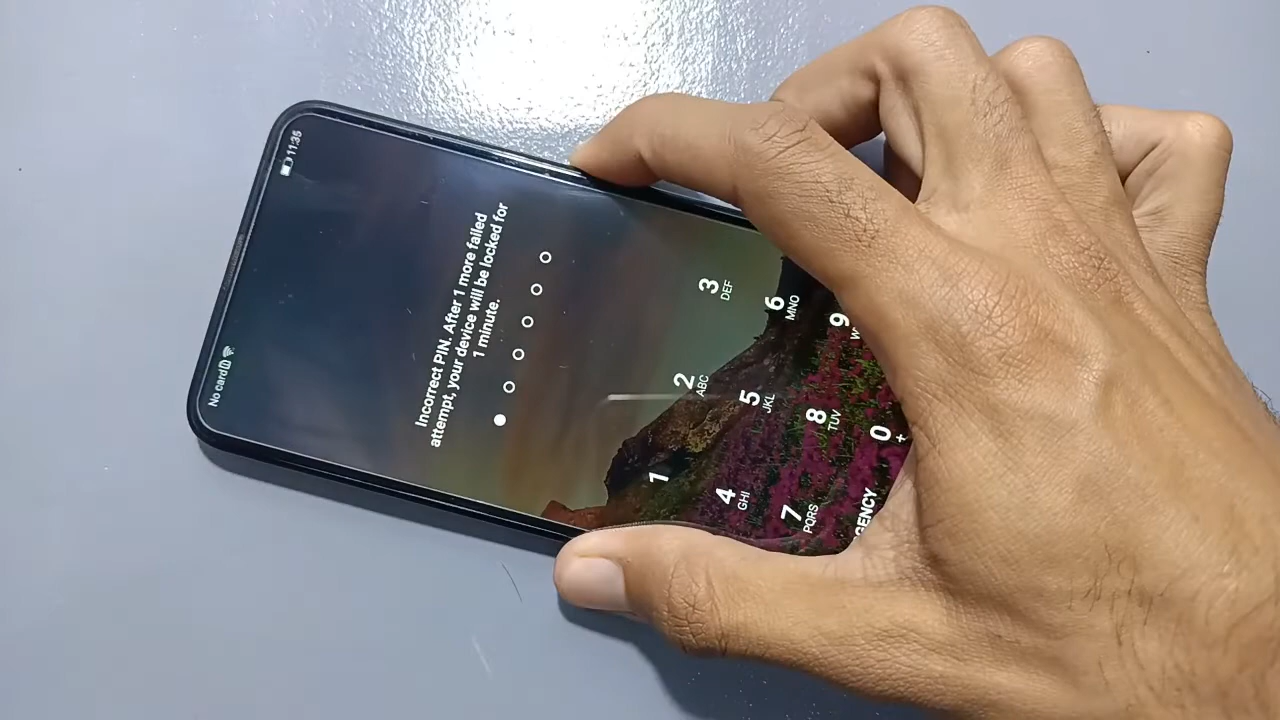 No card
11:35
Incorrect PIN. After 1 more failed
attempt, your device will be locked for
1 minute.
1
2 ABC
3 DEF
4 GHI
5 JKL
6 MNO
7 PQRS
8 TUV
9
0 +